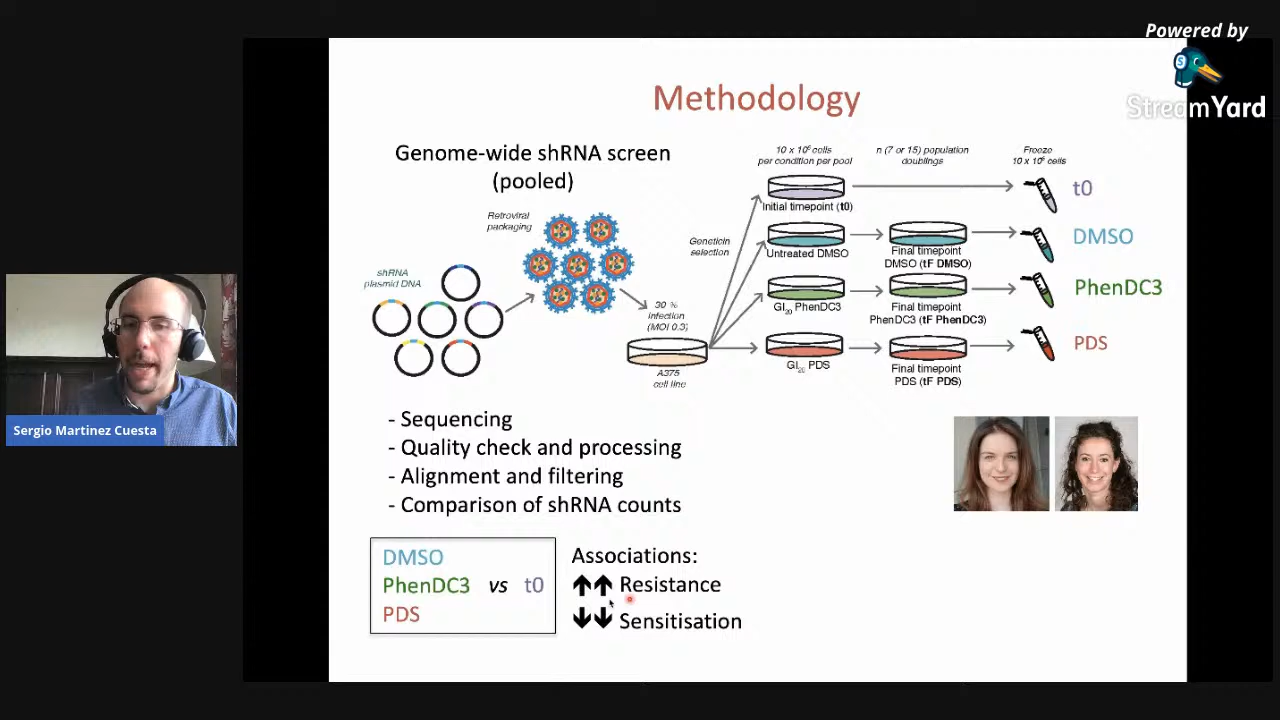 Powered by
StreamYard
Methodology
Genome-wide shRNA screen
(pooled)
Retroviral
packaging
shRNA
plasmid DNA
30 %
infection
(MOI 0.3)
A375
cell line
Geneticin
selection
10 x 10⁶ cells
per condition per pool
n (7 or 15) population
doublings
Freeze
10 x 10⁶ cells
Initial timepoint (t0)
t0
Untreated DMSO
Final timepoint
DMSO (tF DMSO)
DMSO
GI₂₀ PhenDC3
Final timepoint
PhenDC3 (tF PhenDC3)
PhenDC3
GI₂₀ PDS
Final timepoint
PDS (tF PDS)
PDS
Sergio Martinez Cuesta
- Sequencing
- Quality check and processing
- Alignment and filtering
- Comparison of shRNA counts
DMSO
PhenDC3 vs t0
PDS
Associations:
↑↑ Resistance
↓↓ Sensitisation